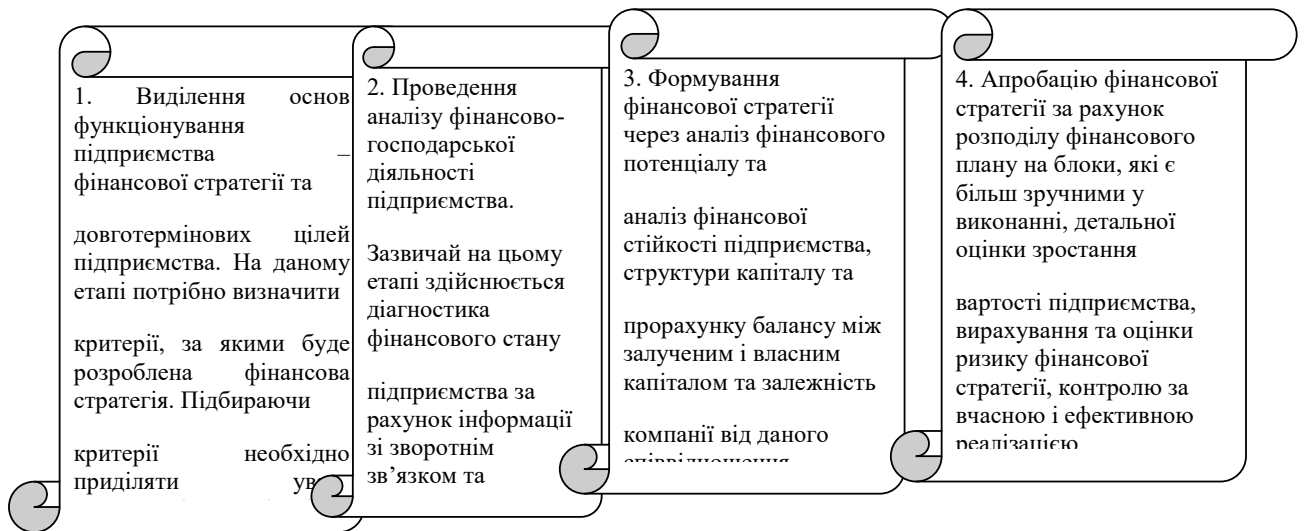 1. Виділення основ
функціонування
підприємства –
фінансової стратегії та
довготермінових цілей
підприємства. На даному
етапі потрібно визначити
критерії, за якими буде
розроблена фінансова
стратегія. Підбираючи
критерії необхідно
приділяти
2. Проведення
аналізу фінансово-
господарської
діяльності
підприємства.
Зазвичай на цьому
етапі здійснюється
діагностика
фінансового стану
підприємства за
рахунок інформації
зі зворотнім
зв’язком та
3. Формування
фінансової стратегії
через аналіз фінансового
потенціалу та
аналіз фінансової
стійкості підприємства,
структури капіталу та
прорахунку балансу між
залученим і власним
капіталом та залежність
компанії від даного
співвідношення
4. Апробацію фінансової
стратегії за рахунок
розподілу фінансового
плану на блоки, які є
більш зручними у
виконанні, детальної
оцінки зростання
вартості підприємства,
вирахування та оцінки
ризику фінансової
стратегії, контролю за
вчасною і ефективною
реалізацією